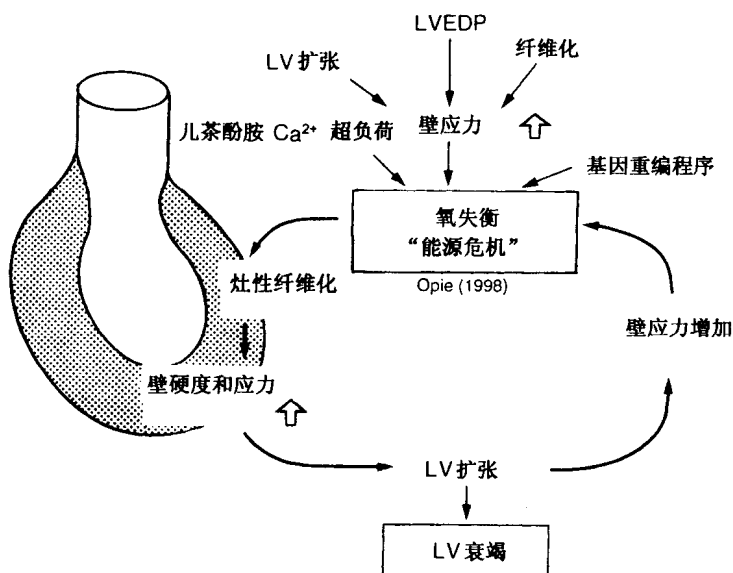 LVEDP
LV扩张
纤维化
儿茶酚胺 Ca²⁺ 超负荷
壁应力
基因重编程序
氧失衡
“能源危机”
Opie (1998)
灶性纤维化
壁应力增加
壁硬度和应力
LV扩张
LV衰竭